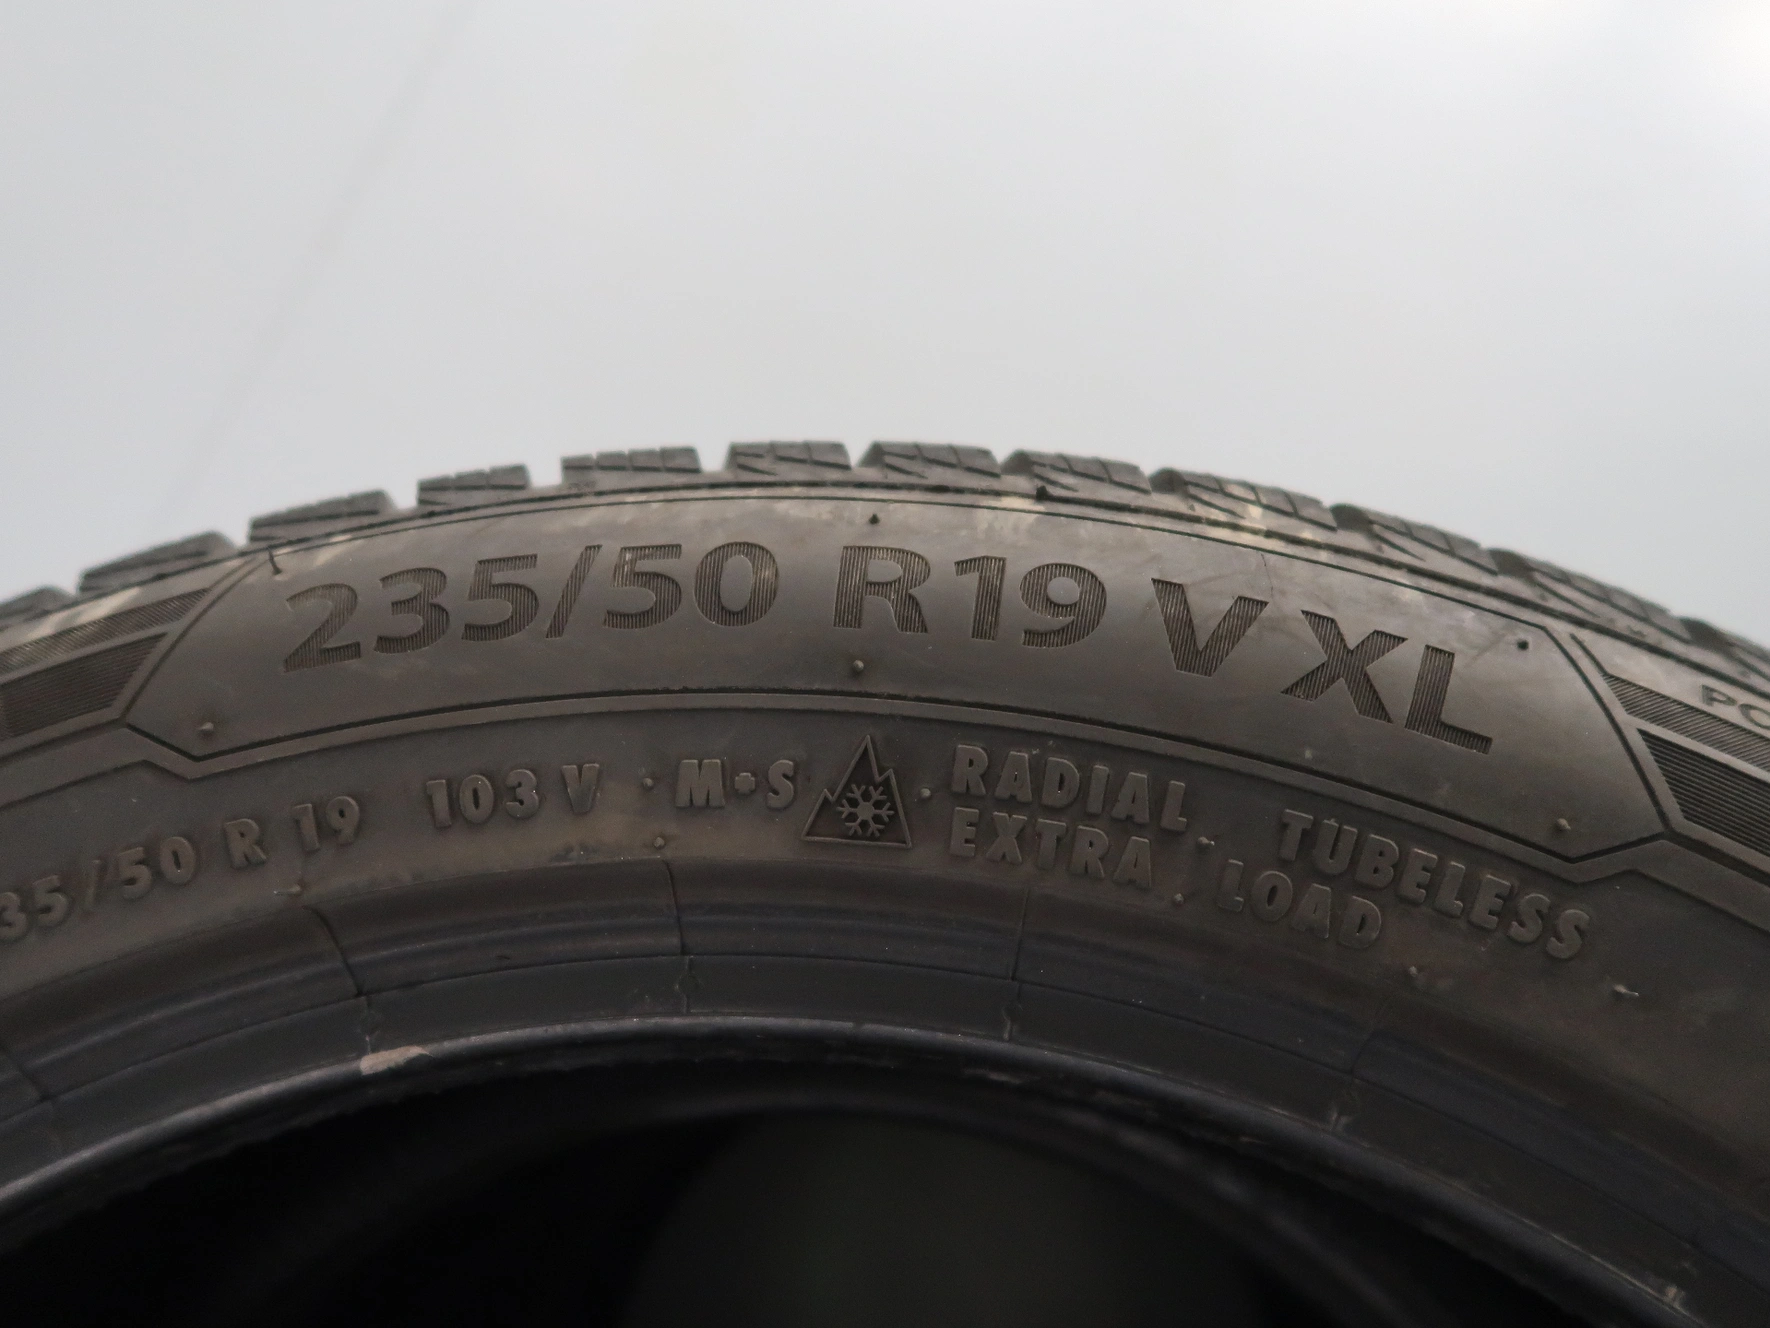 235/50 R19 V XL
35/50 R 19 103 V M+S RADIAL TUBELESS
EXTRA LOAD